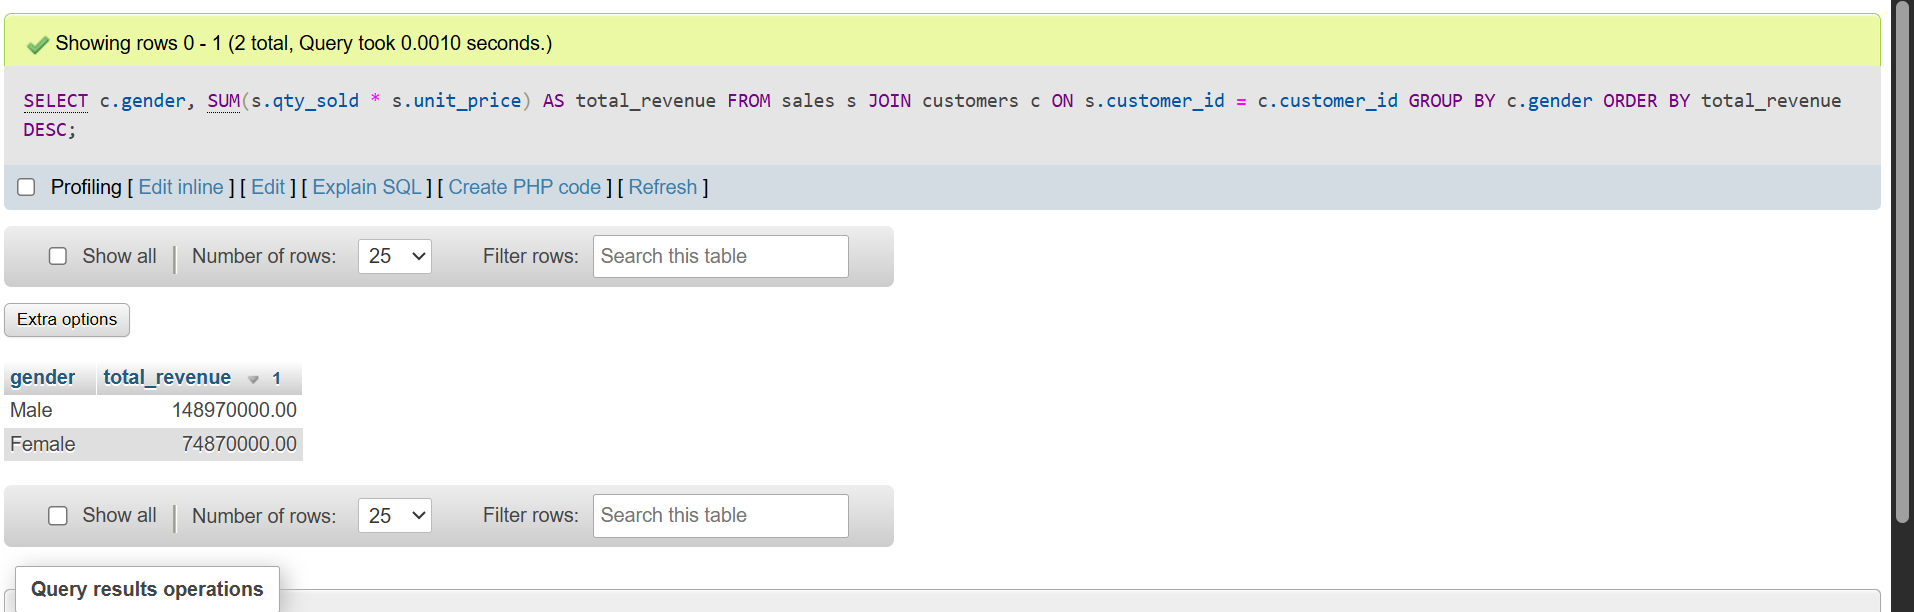 Showing rows 0 - 1 (2 total, Query took 0.0010 seconds.)
SELECT c.gender, SUM(s.qty_sold * s.unit_price) AS total_revenue FROM sales s JOIN customers c ON s.customer_id = c.customer_id GROUP BY c.gender ORDER BY total_revenue
DESC;
Profiling [ Edit inline ] [ Edit ] [ Explain SQL ] [ Create PHP code ] [ Refresh ]
Show all Number of rows: 25 Filter rows: Search this table
Extra options
gender total_revenue 1
Male 148970000.00
Female 74870000.00
Show all Number of rows: 25 Filter rows: Search this table
Query results operations